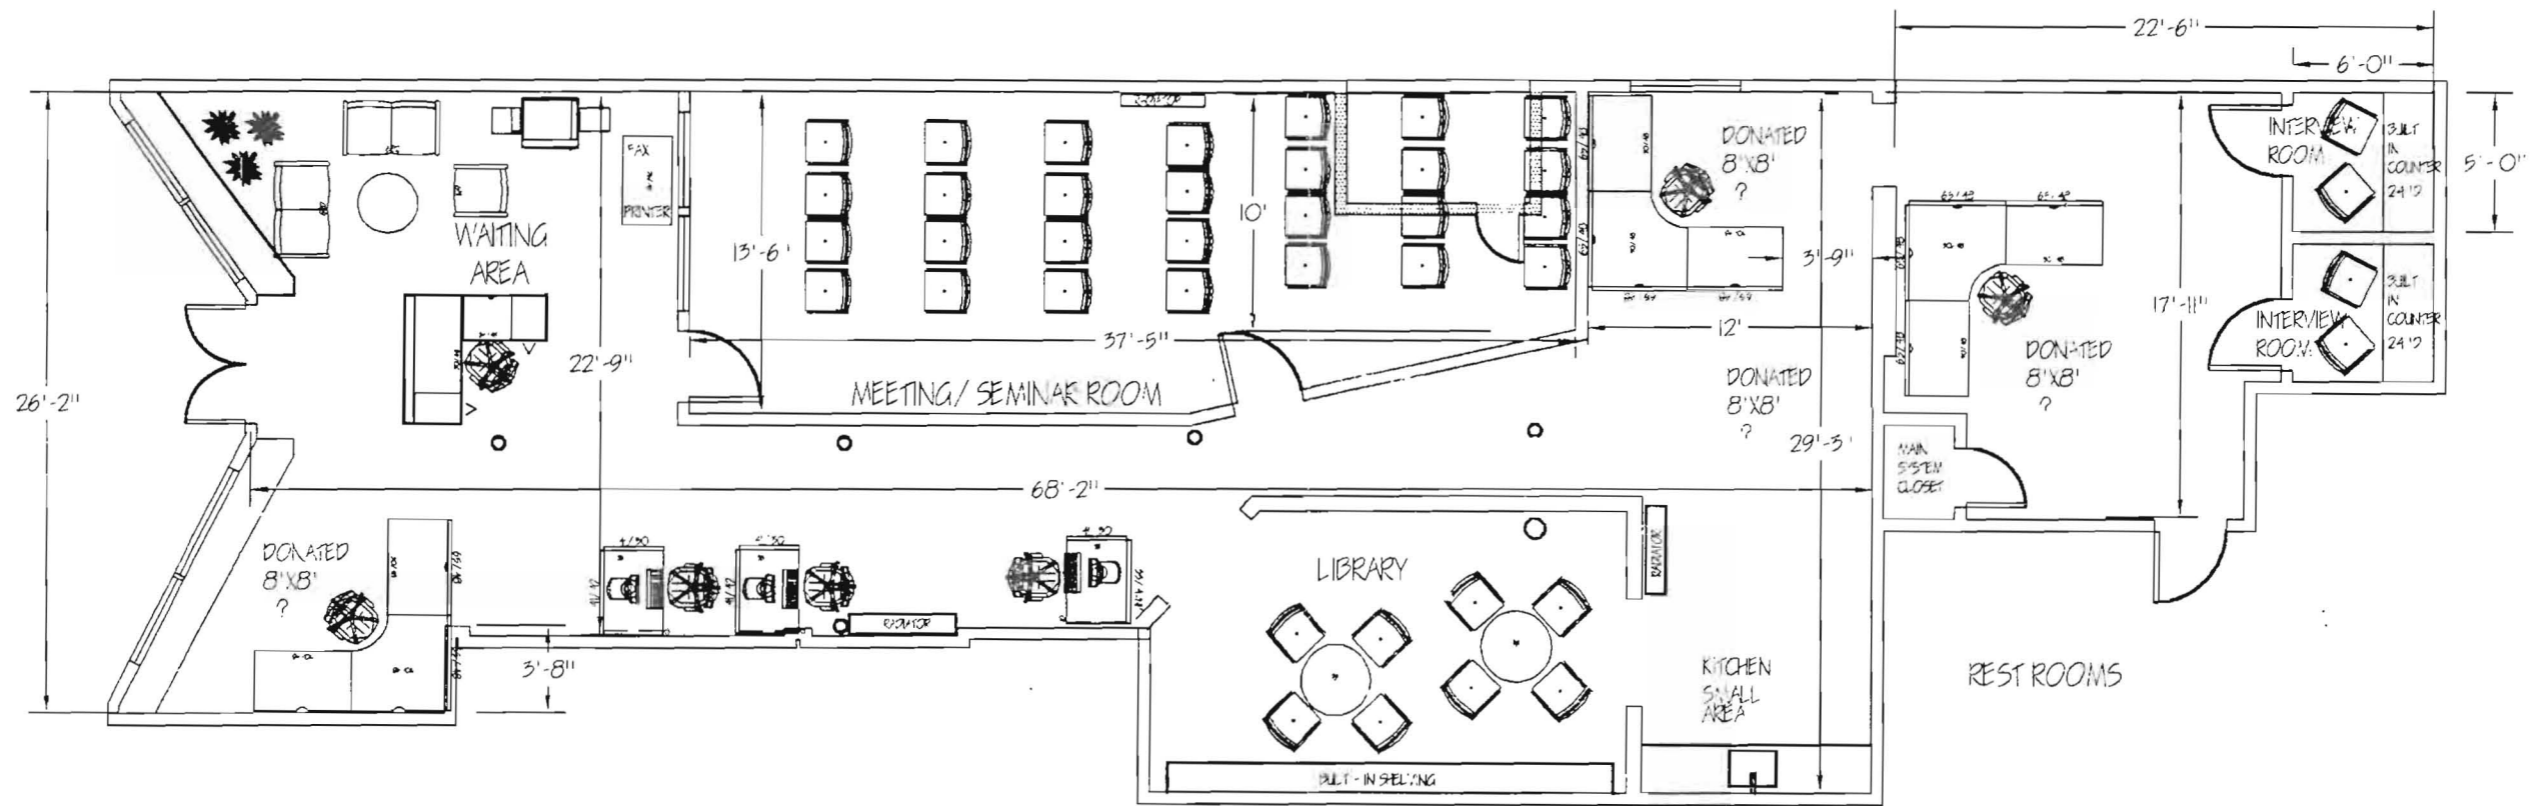 22'-6"
6'-0"
5'-0"
INTERVIEW
ROOM
BUILT
IN
COUNTER
24"D
INTERVIEW
ROOM
BUILT
IN
COUNTER
24"D
17'-11"
DONATED
8'X8'
?
DONATED
8'X8'
?
3'-9"
12'
DONATED
8'X8'
?
29'-3"
MAIN
SYSTEM
CLOSET
RADIATOR
10'
13'-6"
37'-5"
MEETING/ SEMINAR ROOM
FAX
PRINTER
WAITING
AREA
22'-9"
26'-2"
68'-2"
DONATED
8'X8'
?
3'-8"
RADIATOR
LIBRARY
RADIATOR
KITCHEN
SMALL
AREA
BUILT-IN SHELVING
REST ROOMS